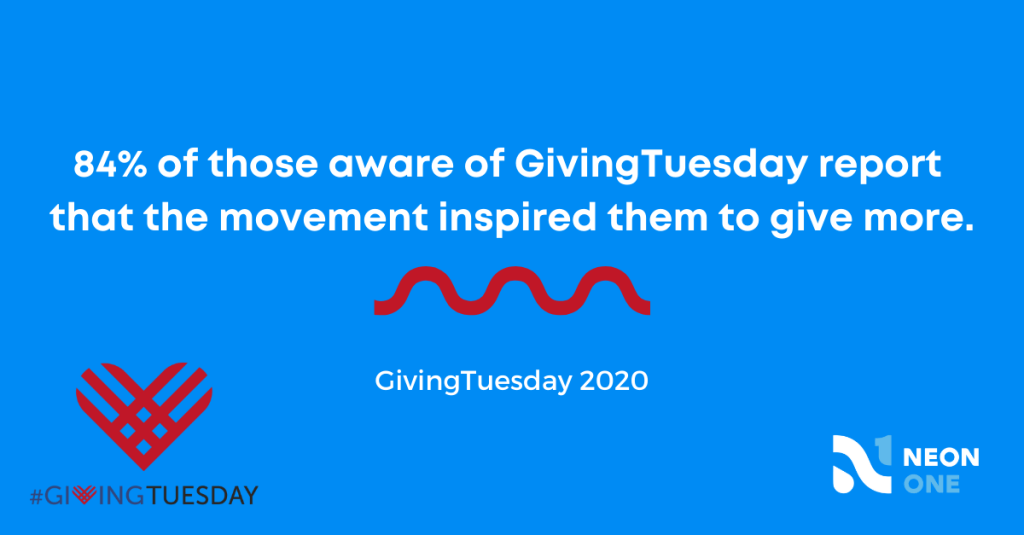 84% of those aware of GivingTuesday report
that the movement inspired them to give more.
GivingTuesday 2020
#GIVINGTUESDAY
NEON
ONE